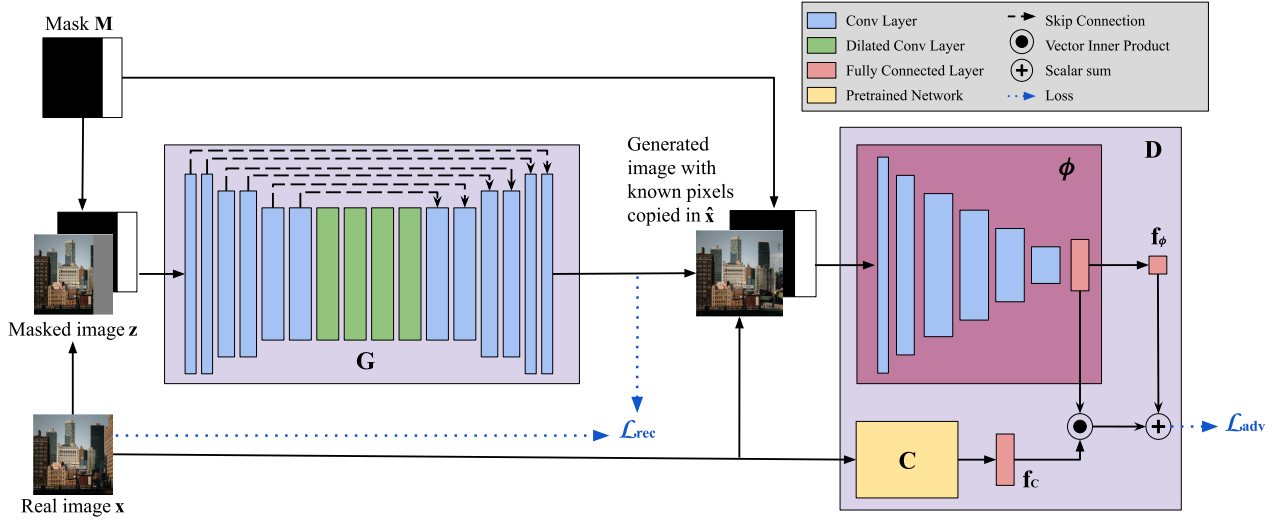 Mask M
Conv Layer
Dilated Conv Layer
Fully Connected Layer
Pretrained Network
Skip Connection
Vector Inner Product
Scalar sum
Loss
Generated
image with
known pixels
copied in x̂
D
ϕ
fϕ
Masked image z
G
ℒrec
ℒadv
C
fC
Real image x